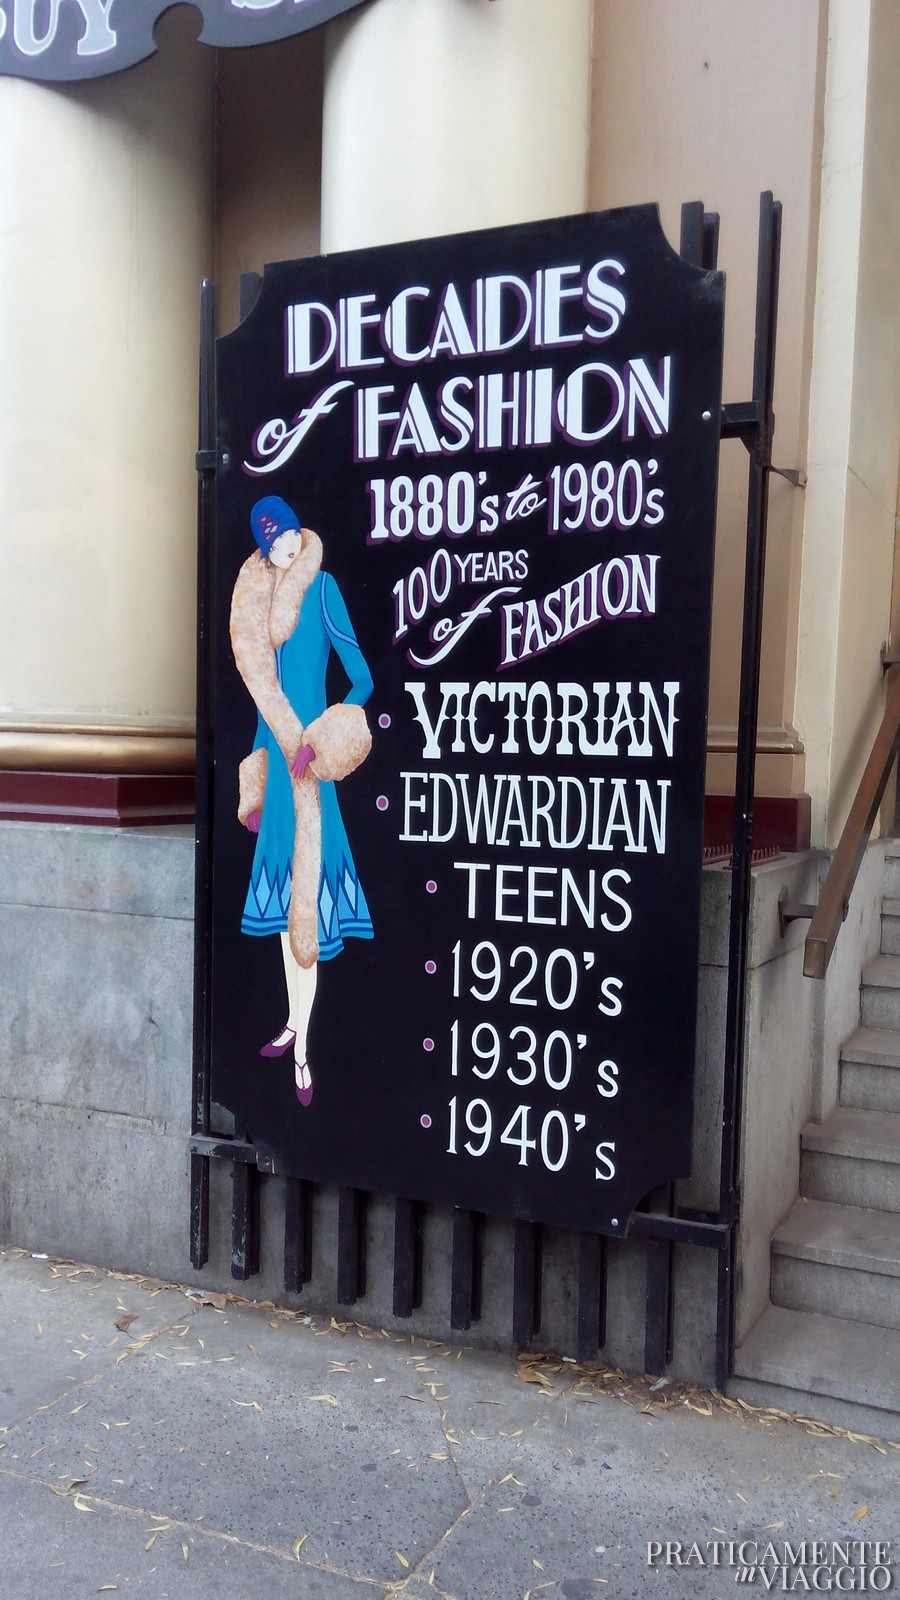 BUY
DECADES
of FASHION
1880's to 1980's
100 YEARS
of FASHION
• VICTORIAN
• EDWARDIAN
• TEENS
• 1920's
• 1930's
• 1940's
PRATICAMENTE
in VIAGGIO